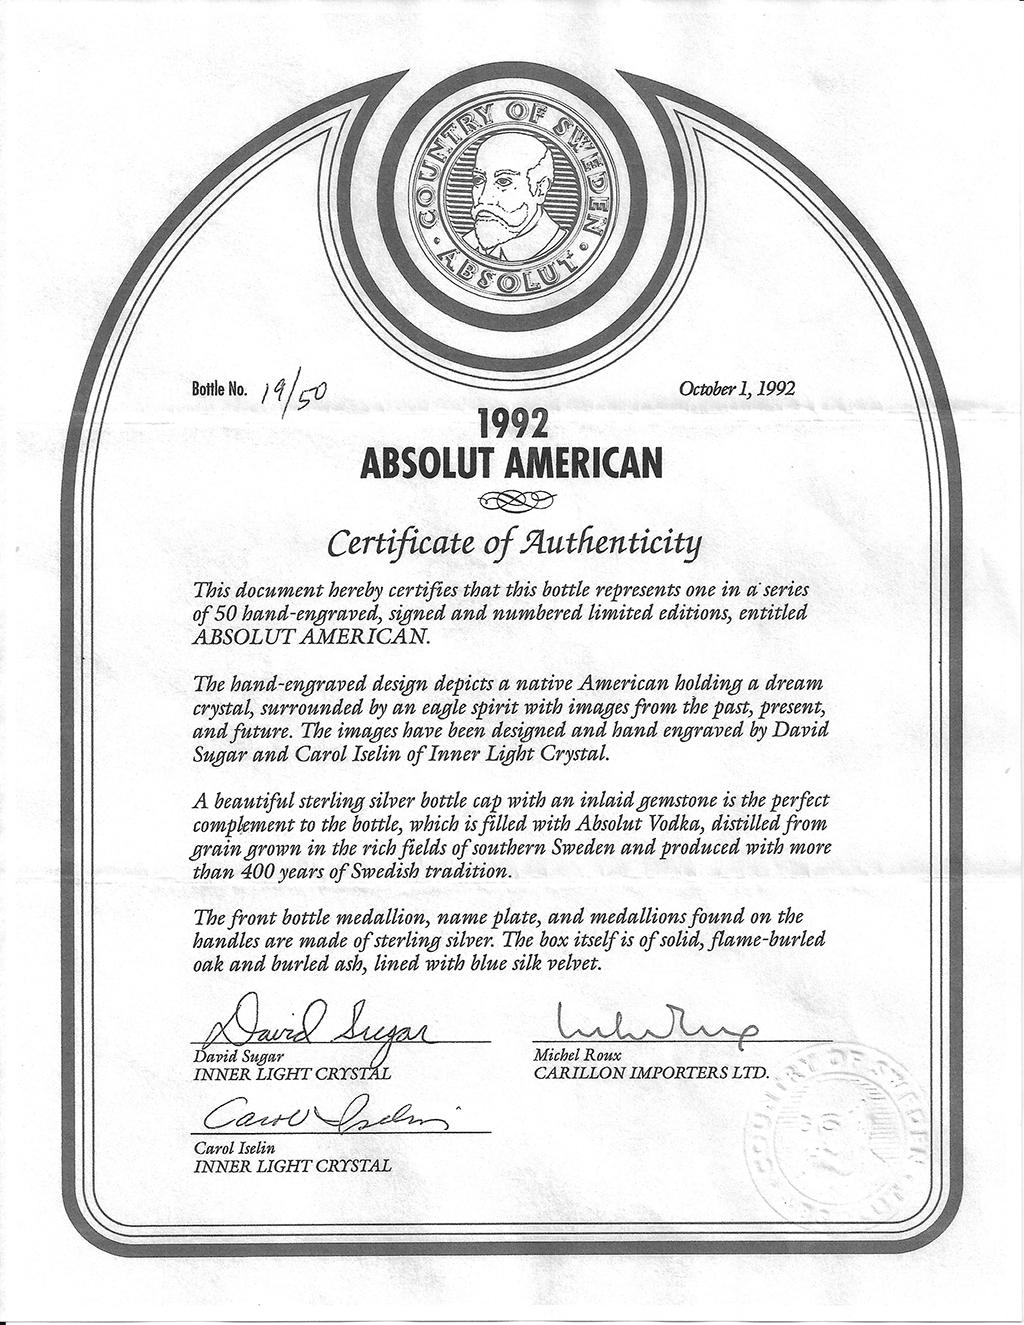 COUNTRY OF SWEDEN
ABSOLUT
Bottle No. 19/50
October 1, 1992
1992
ABSOLUT AMERICAN
Certificate of Authenticity
This document hereby certifies that this bottle represents one in a series
of 50 hand-engraved, signed and numbered limited editions, entitled
ABSOLUT AMERICAN.
The hand-engraved design depicts a native American holding a dream
crystal, surrounded by an eagle spirit with images from the past, present,
and future. The images have been designed and hand engraved by David
Sugar and Carol Iselin of Inner Light Crystal.
A beautiful sterling silver bottle cap with an inlaid gemstone is the perfect
complement to the bottle, which is filled with Absolut Vodka, distilled from
grain grown in the rich fields of southern Sweden and produced with more
than 400 years of Swedish tradition.
The front bottle medallion, name plate, and medallions found on the
handles are made of sterling silver. The box itself is of solid, flame-burled
oak and burled ash, lined with blue silk velvet.
David Sugar
David Sugar
INNER LIGHT CRYSTAL
Michel Roux
Michel Roux
CARILLON IMPORTERS LTD.
Carol Iselin
Carol Iselin
INNER LIGHT CRYSTAL
COUNTRY OF SWEDEN